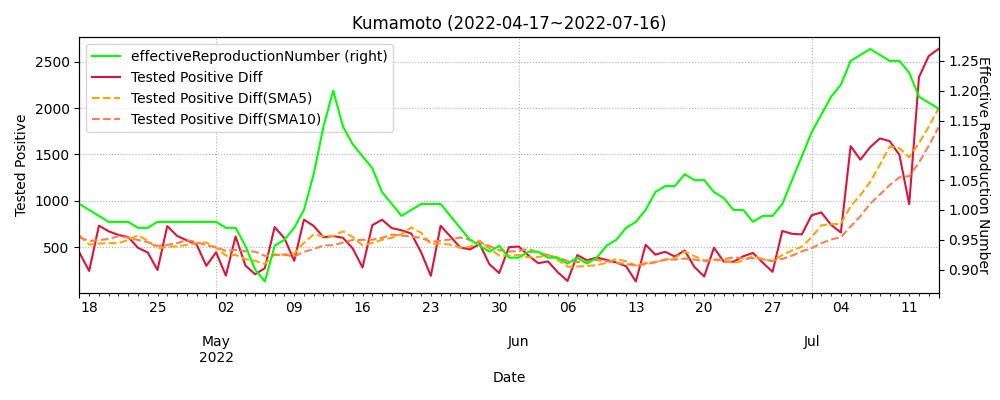 Kumamoto (2022-04-17~2022-07-16)
effectiveReproductionNumber (right)
Tested Positive Diff
Tested Positive Diff(SMA5)
Tested Positive Diff(SMA10)
Tested Positive
2500
2000
1500
1000
500
Effective Reproduction Number
1.25
1.20
1.15
1.10
1.05
1.00
0.95
0.90
18 25 02 09 16 23 30 06 13 20 27 04 11
May Jun Jul
2022
Date